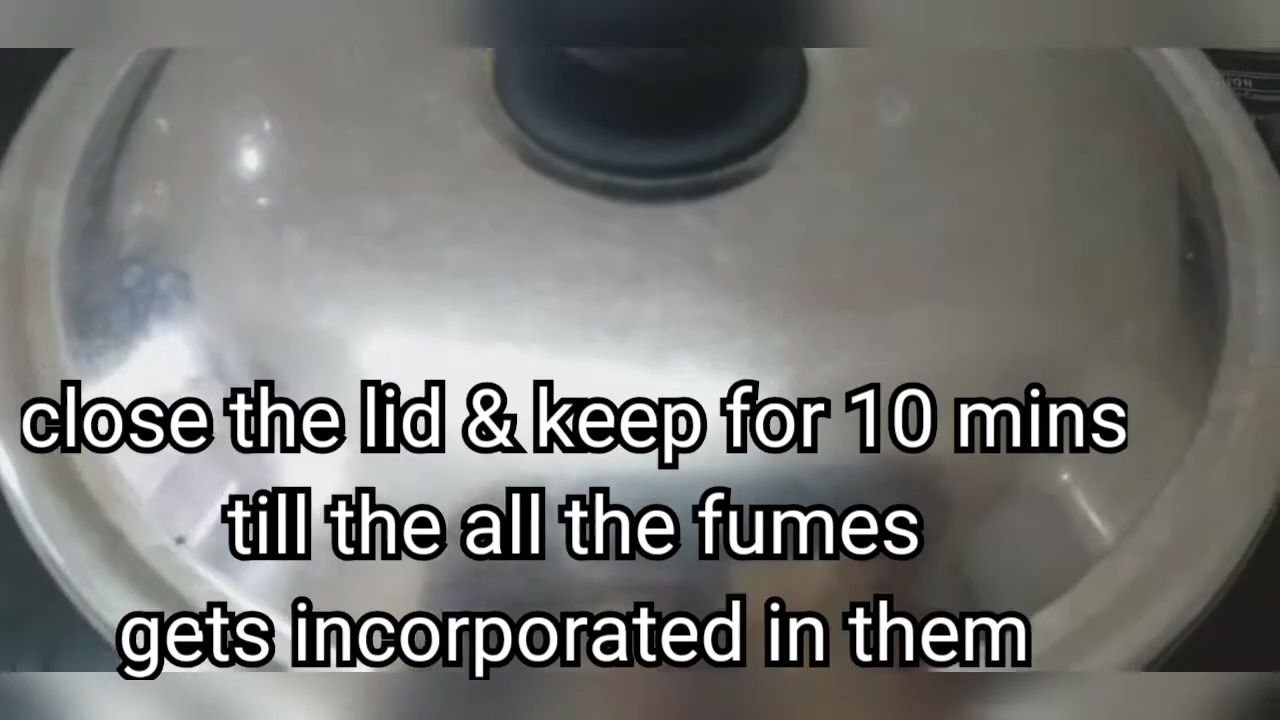 close the lid & keep for 10 mins
till the all the fumes
gets incorporated in them